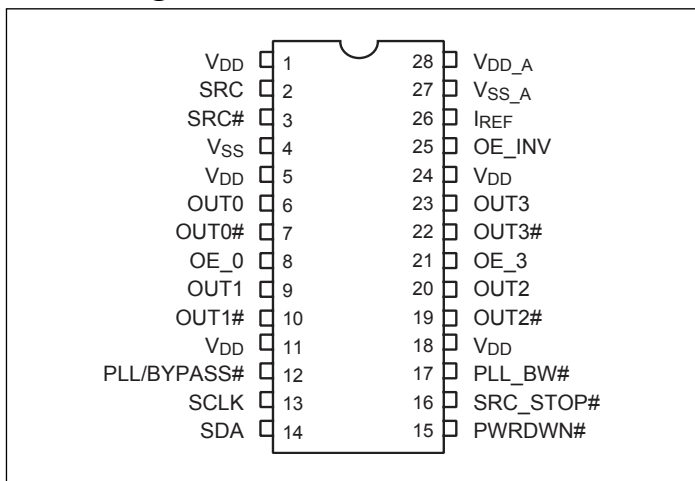 VDD 1 28 VDD_A
SRC 2 27 VSS_A
SRC# 3 26 IREF
VSS 4 25 OE_INV
VDD 5 24 VDD
OUT0 6 23 OUT3
OUT0# 7 22 OUT3#
OE_0 8 21 OE_3
OUT1 9 20 OUT2
OUT1# 10 19 OUT2#
VDD 11 18 VDD
PLL/BYPASS# 12 17 PLL_BW#
SCLK 13 16 SRC_STOP#
SDA 14 15 PWRDWN#